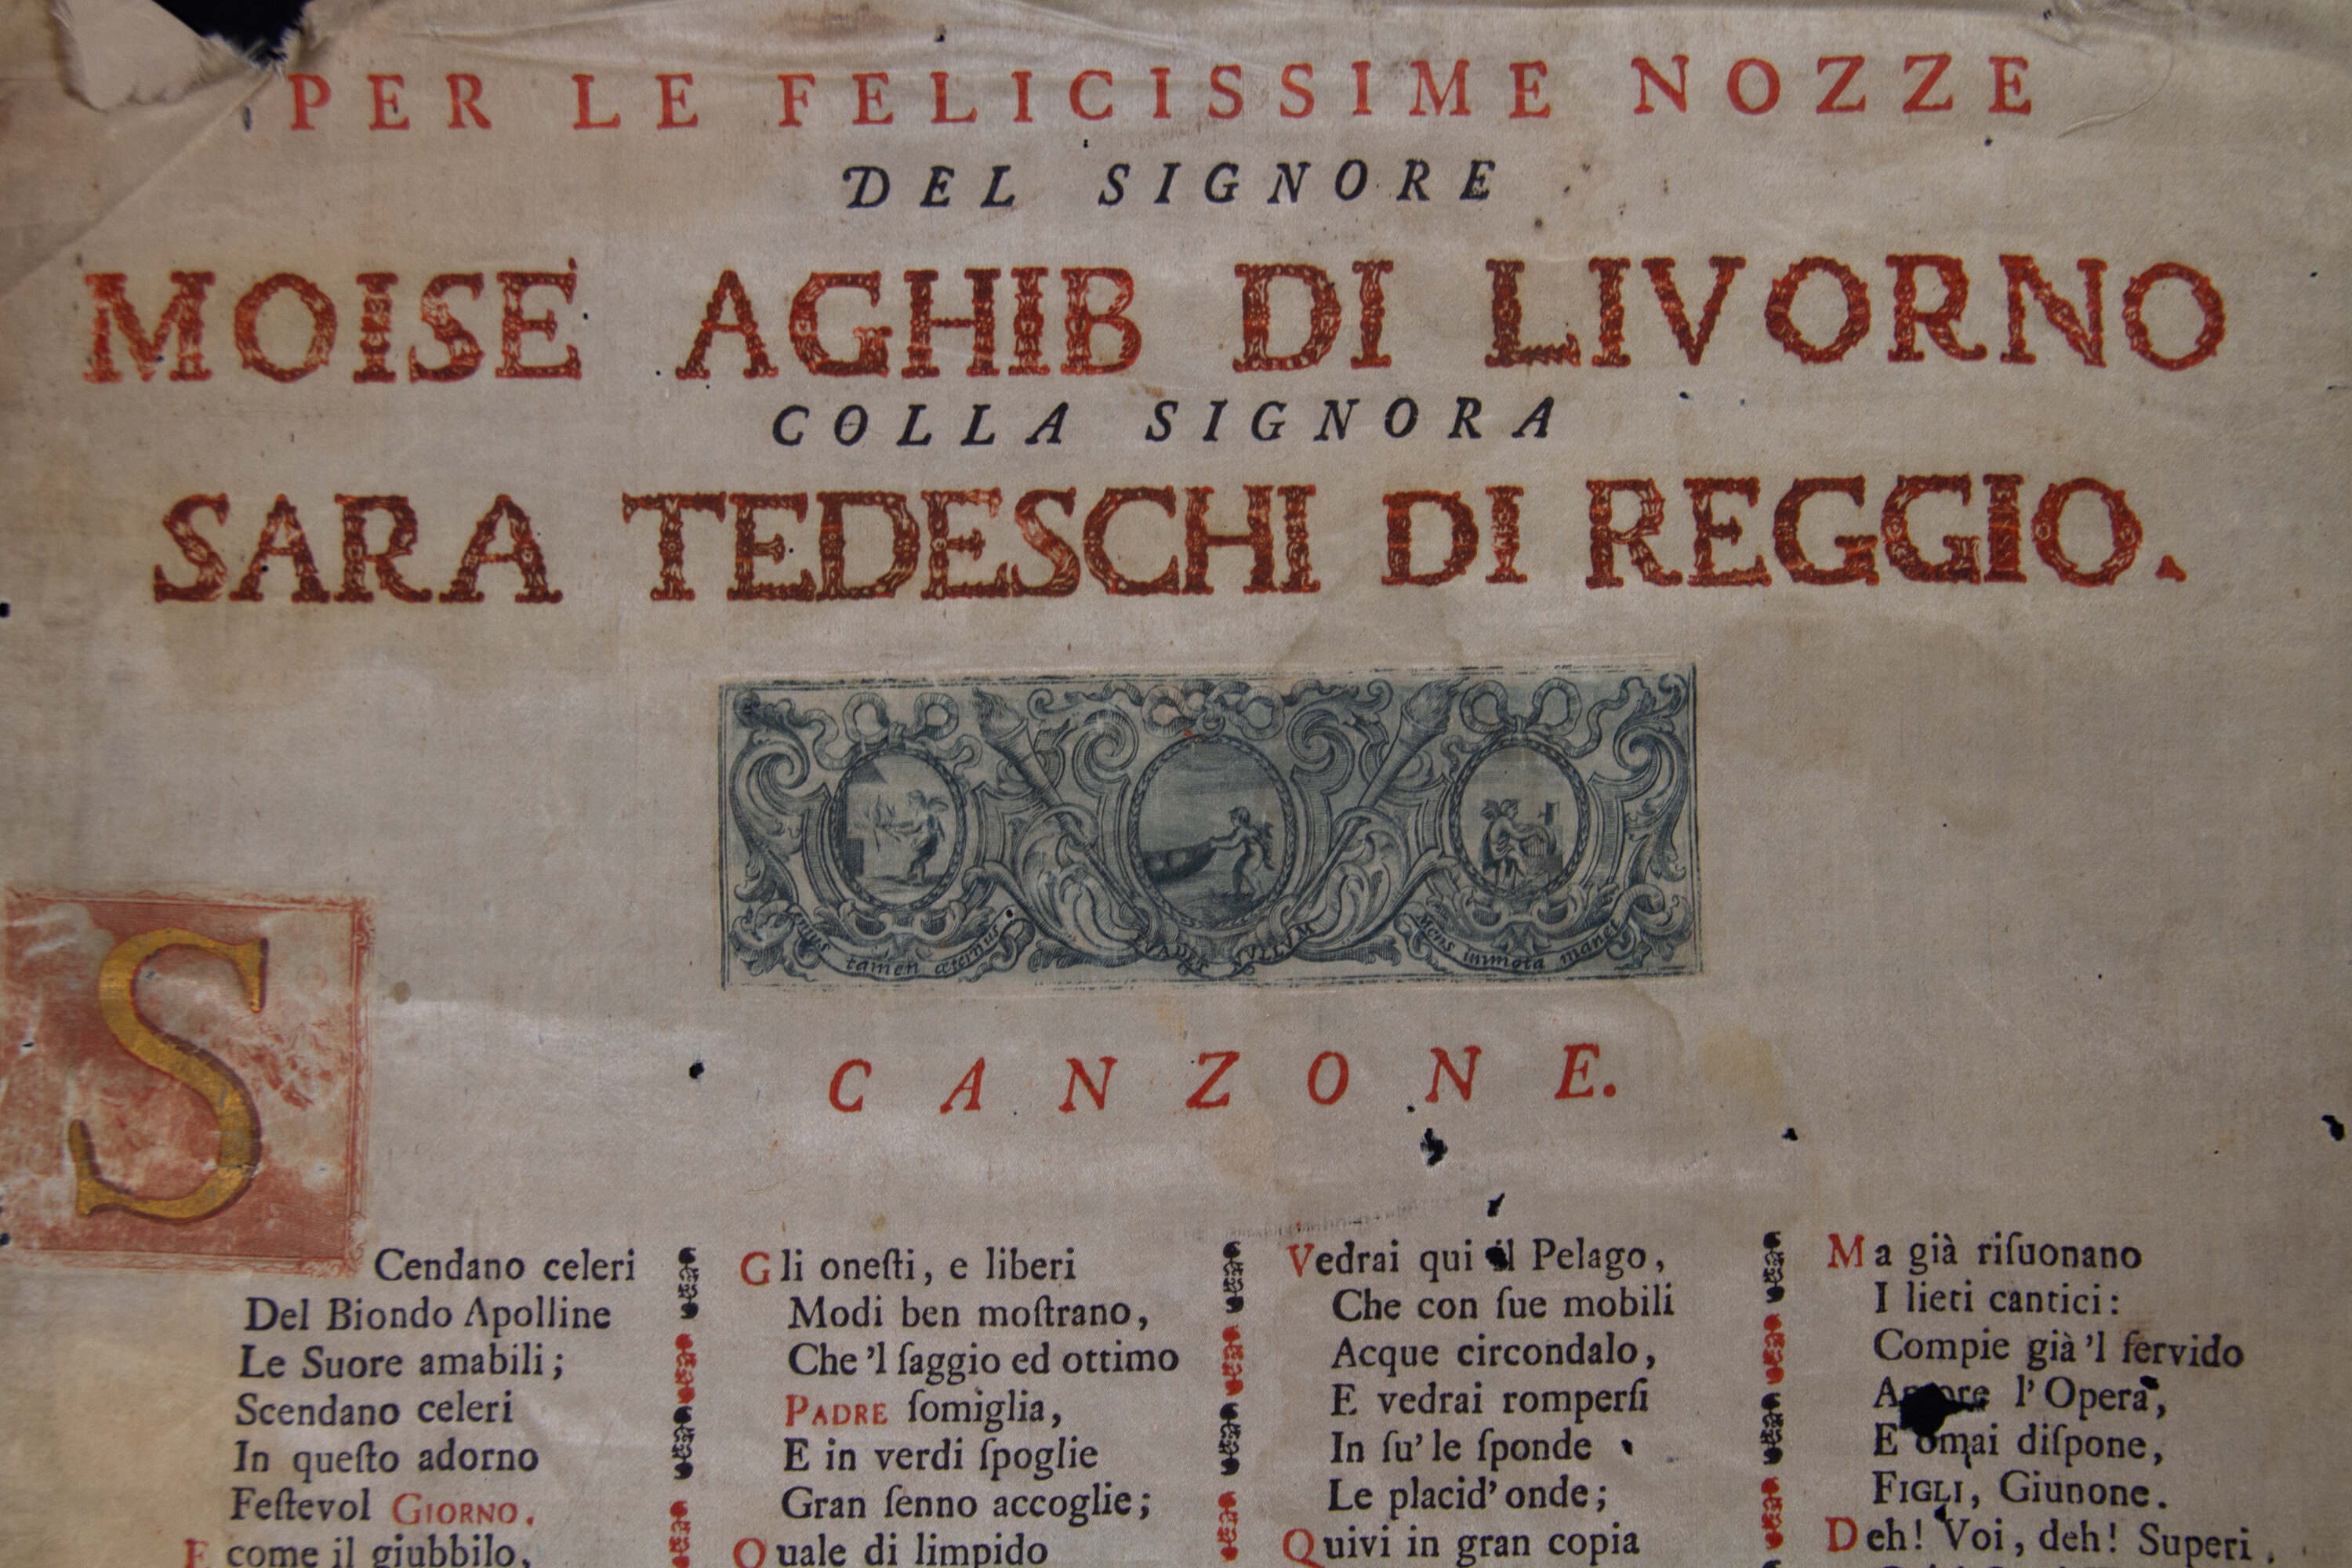 PER LE FELICISSIME NOZZE
DEL SIGNORE
MOISE AGHIB DI LIVORNO
COLLA SIGNORA
SARA TEDESCHI DI REGGIO.
tamen æternus.
EVADET NVLLVM
Mens immota manet
CANZONE.
SCendano celeri
Del Biondo Apolline
Le Suore amabili;
Scendano celeri
In queſto adorno
Feſtevol GIORNO.
E come il giubbilo,
Gli oneſti, e liberi
Modi ben moſtrano,
Che 'l ſaggio ed ottimo
PADRE ſomiglia,
E in verdi ſpoglie
Gran ſenno accoglie;
Quale di limpido
Vedrai qui il Pelago,
Che con ſue mobili
Acque circondalo,
E vedrai romperſi
In ſu' le ſponde
Le placid' onde;
Quivi in gran copia
Ma già riſuonano
I lieti cantici:
Compie già 'l fervido
l' Opera,
E omai diſpone,
FIGLI, Giunone.
Deh! Voi, deh! Superi